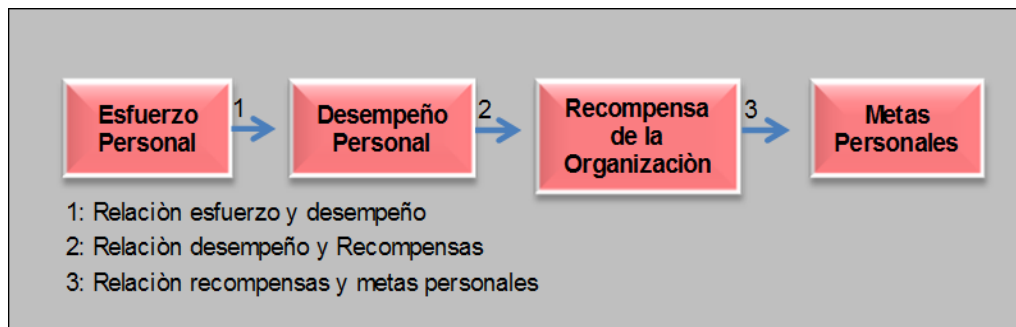 Esfuerzo
Personal
1
Desempeño
Personal
2
Recompensa
de la
Organizaciòn
3
Metas
Personales
1: Relaciòn esfuerzo y desempeño
2: Relaciòn desempeño y Recompensas
3: Relaciòn recompensas y metas personales